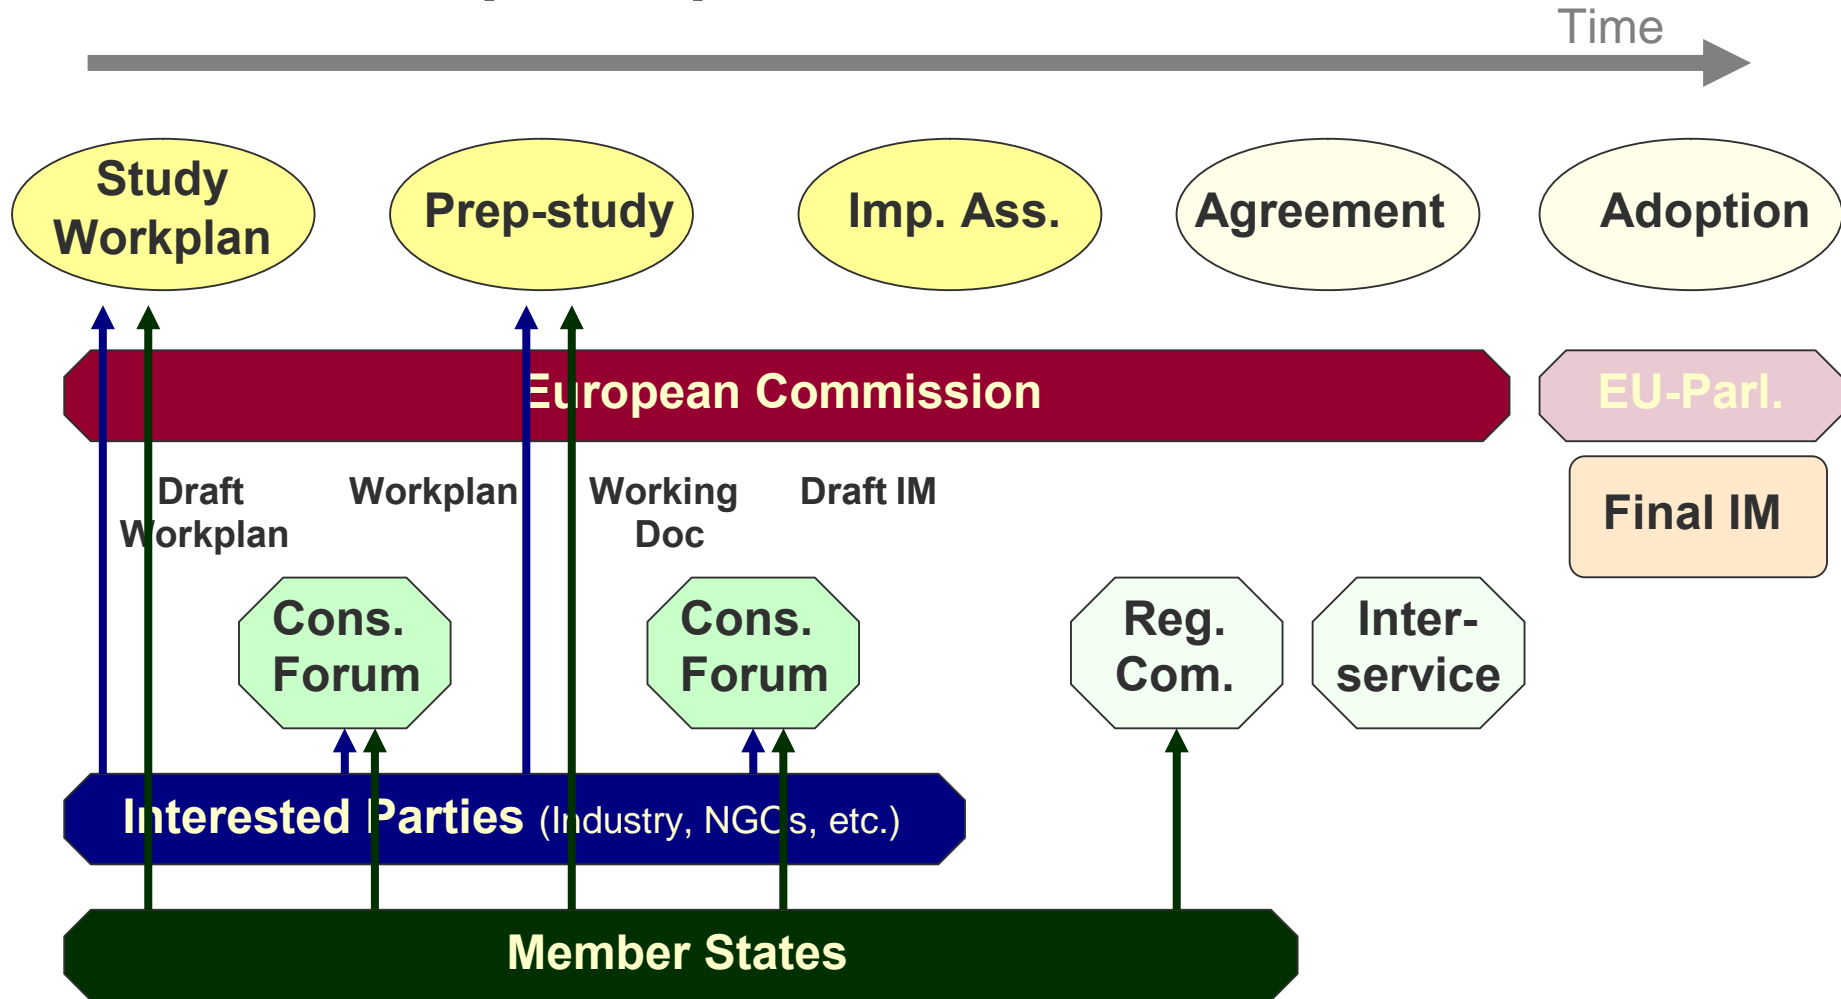 Time
Study
Workplan
Prep-study
Imp. Ass.
Agreement
Adoption
European Commission
EU-Parl.
Draft
Workplan
Workplan
Working
Doc
Draft IM
Final IM
Cons.
Forum
Cons.
Forum
Reg.
Com.
Inter-
service
Interested Parties (Industry, NGOs, etc.)
Member States